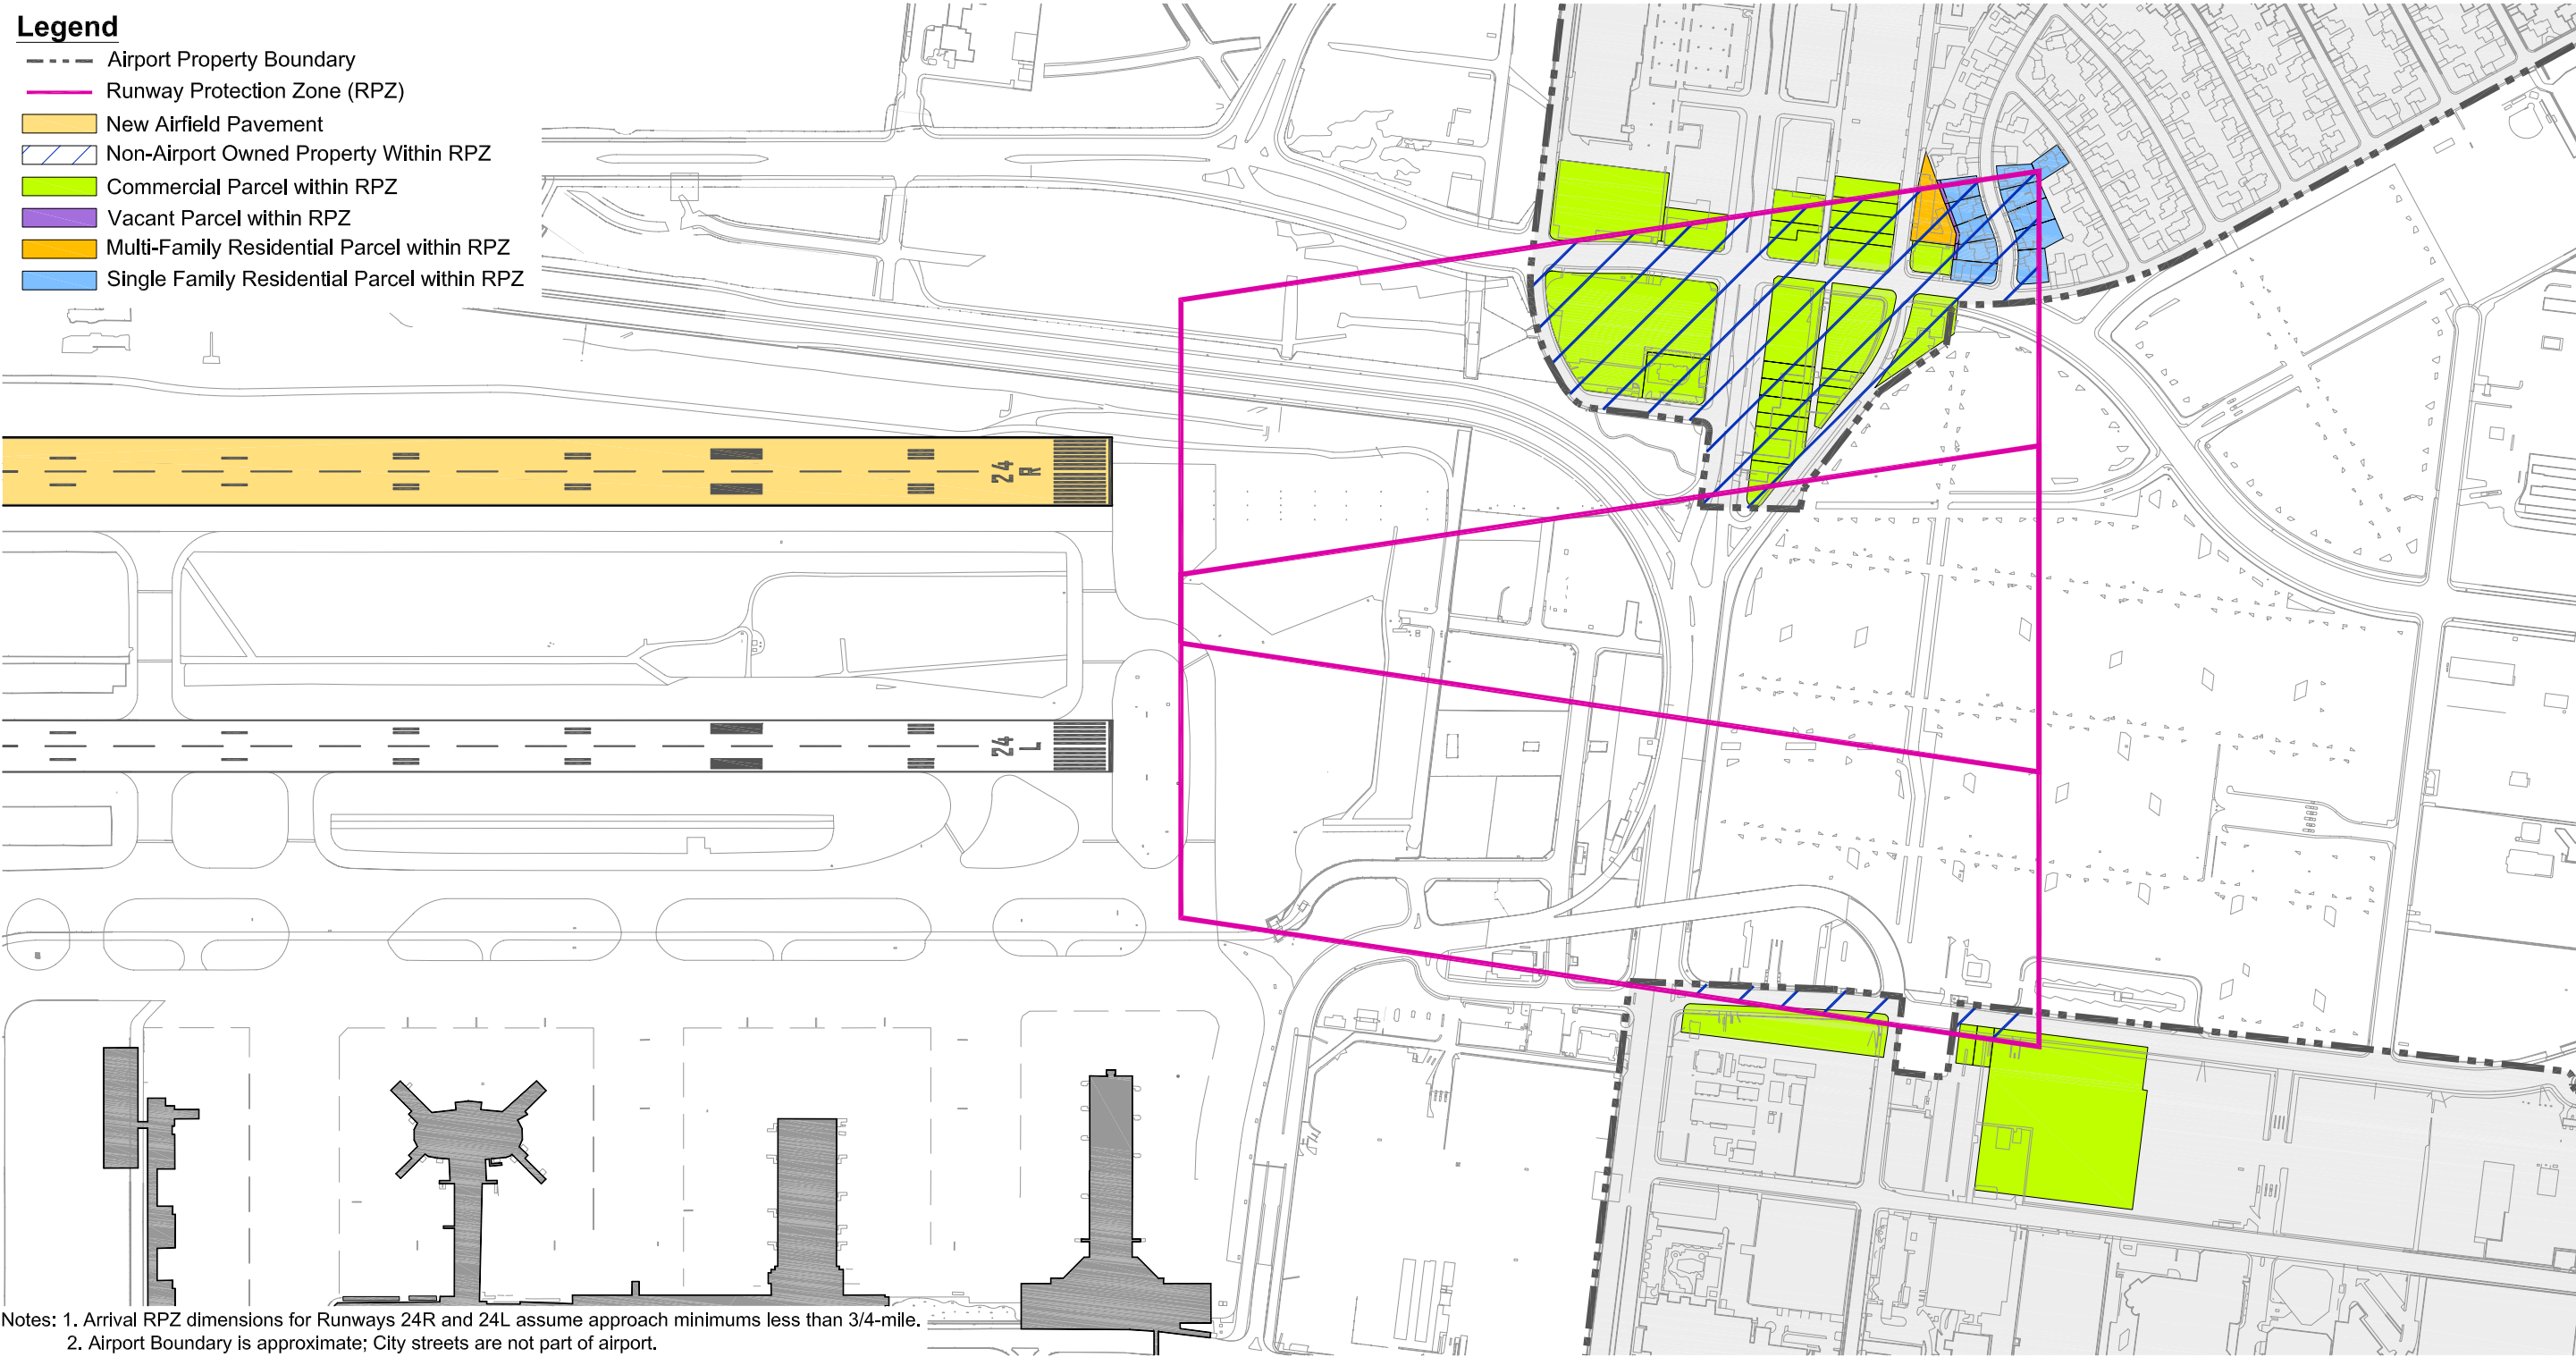 Legend
Airport Property Boundary
Runway Protection Zone (RPZ)
New Airfield Pavement
Non-Airport Owned Property Within RPZ
Commercial Parcel within RPZ
Vacant Parcel within RPZ
Multi-Family Residential Parcel within RPZ
Single Family Residential Parcel within RPZ
24
R
24
L
Notes: 1. Arrival RPZ dimensions for Runways 24R and 24L assume approach minimums less than 3/4-mile.
2. Airport Boundary is approximate; City streets are not part of airport.